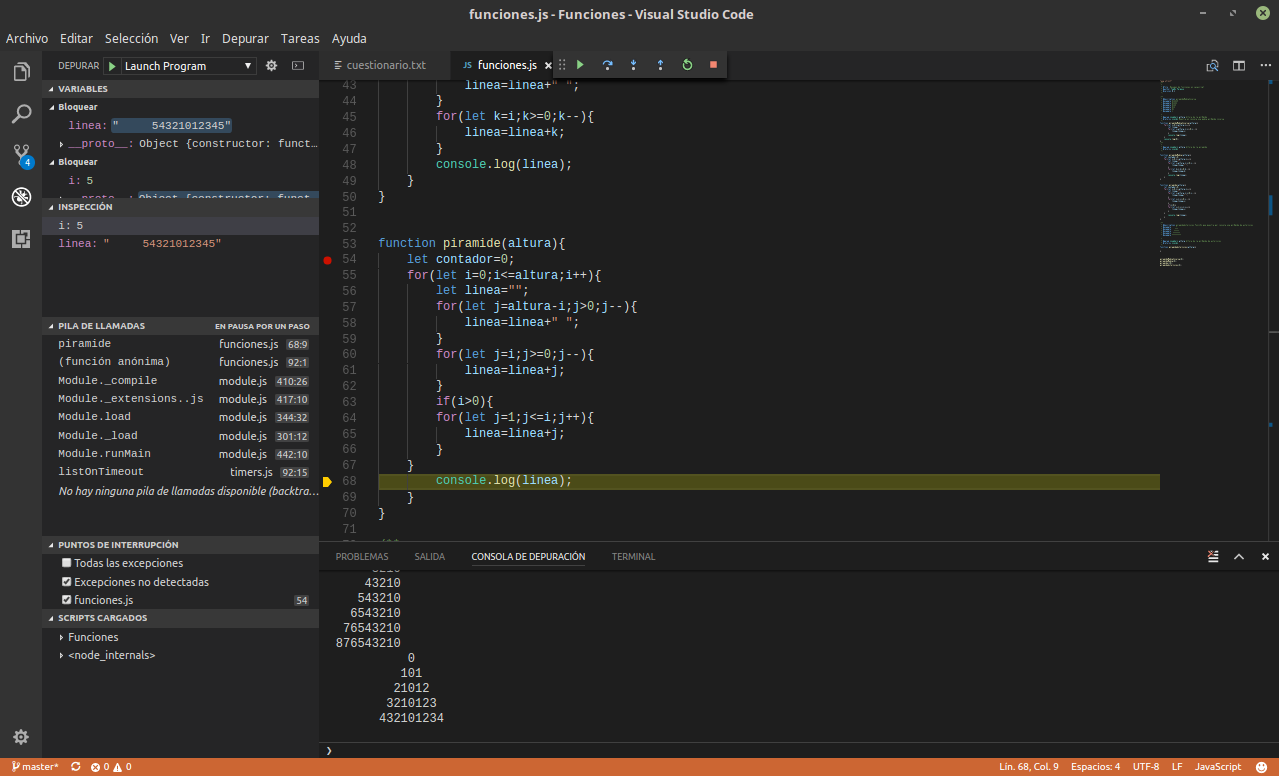 funciones.js - Funciones - Visual Studio Code
Archivo Editar Selección Ver Ir Depurar Tareas Ayuda
DEPURAR Launch Program
cuestionario.txt
JS funciones.js
VARIABLES
Bloquear
linea: "     54321012345"
__proto__: Object {constructor: funct...
Bloquear
i: 5
__proto__: Object {constructor: funct...
INSPECCIÓN
i: 5
linea: "     54321012345"
PILA DE LLAMADAS EN PAUSA POR UN PASO
piramide funciones.js 68:9
(función anónima) funciones.js 92:1
Module._compile module.js 410:26
Module._extensions..js module.js 417:10
Module.load module.js 344:32
Module._load module.js 301:12
Module.runMain module.js 442:10
listOnTimeout timers.js 92:15
No hay ninguna pila de llamadas disponible (backtra...
PUNTOS DE INTERRUPCIÓN
Todas las excepciones
Excepciones no detectadas
funciones.js 54
SCRIPTS CARGADOS
Funciones
<node_internals>
4
43 linea=linea+" ";
44 }
45 for(let k=i;k>=0;k--){
46 linea=linea+k;
47 }
48 console.log(linea);
49 }
50 }
51
52
53 function piramide(altura){
54 let contador=0;
55 for(let i=0;i<=altura;i++){
56 let linea="";
57 for(let j=altura-i;j>0;j--){
58 linea=linea+" ";
59 }
60 for(let j=i;j>=0;j--){
61 linea=linea+j;
62 }
63 if(i>0){
64 for(let j=1;j<=i;j++){
65 linea=linea+j;
66 }
67 }
68 console.log(linea);
69 }
70 }
71
PROBLEMAS SALIDA CONSOLA DE DEPURACIÓN TERMINAL
3210
43210
543210
6543210
76543210
876543210
0
101
21012
3210123
432101234
master* 0 0 Lín. 68, Col. 9 Espacios: 4 UTF-8 LF JavaScript